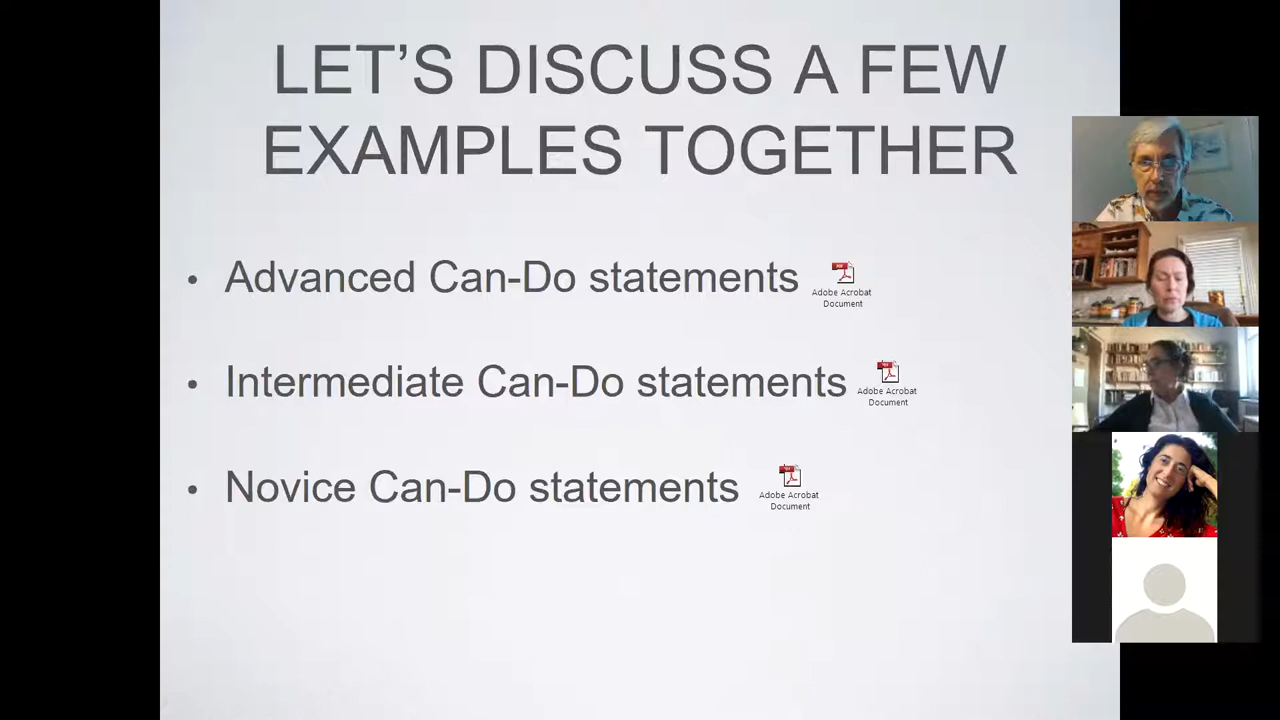 LET’S DISCUSS A FEW
EXAMPLES TOGETHER
• Advanced Can-Do statements
Adobe Acrobat
Document
• Intermediate Can-Do statements
Adobe Acrobat
Document
• Novice Can-Do statements
Adobe Acrobat
Document